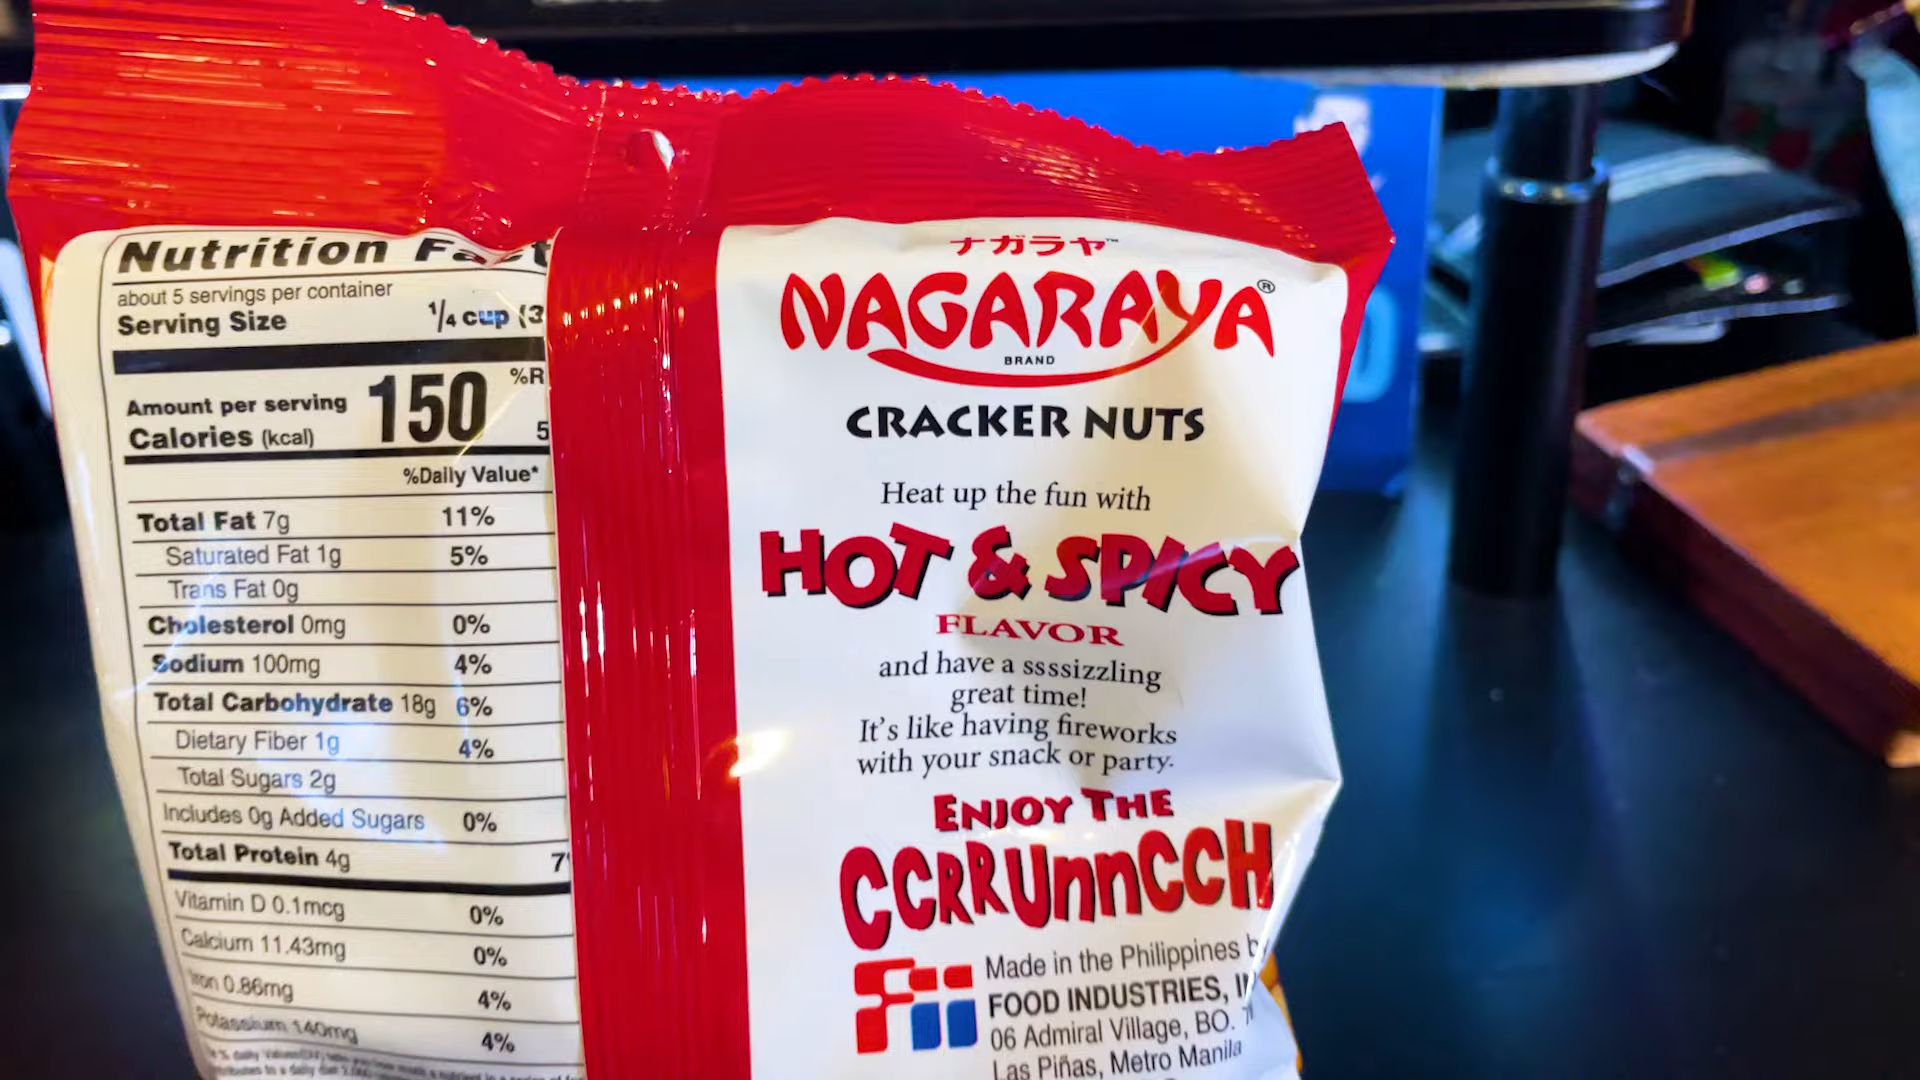 Nutrition Fact
about 5 servings per container
Serving Size 1/4 cup (3
Amount per serving
Calories (kcal) 150 %R
5
%Daily Value*
Total Fat 7g 11%
Saturated Fat 1g 5%
Trans Fat 0g
Cholesterol 0mg 0%
Sodium 100mg 4%
Total Carbohydrate 18g 6%
Dietary Fiber 1g 4%
Total Sugars 2g
Includes 0g Added Sugars 0%
Total Protein 4g 7
Vitamin D 0.1mcg 0%
Calcium 11.43mg 0%
Iron 0.86mg 4%
Potassium 140mg 4%
ナガラヤ™
NAGARAYA®
BRAND
CRACKER NUTS
Heat up the fun with
HOT & SPICY
FLAVOR
and have a ssssizzling
great time!
It's like having fireworks
with your snack or party.
ENJOY THE
CCRRUnnCCH
Fii
Made in the Philippines b
FOOD INDUSTRIES, I
06 Admiral Village, BO.
Las Piñas, Metro Manila